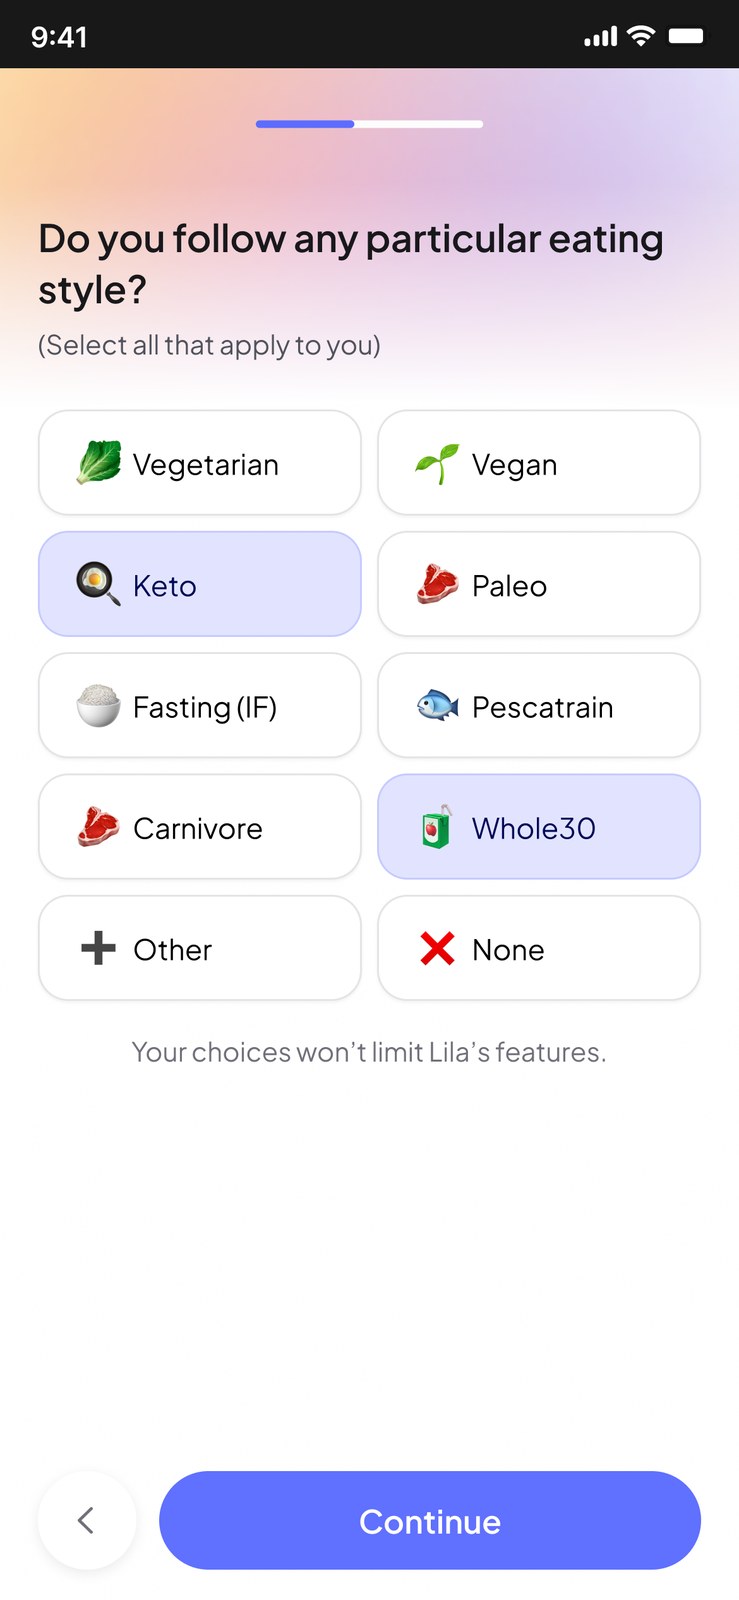 9:41
Do you follow any particular eating
style?
(Select all that apply to you)
Vegetarian
Vegan
Keto
Paleo
Fasting (IF)
Pescatrain
Carnivore
Whole30
Other
None
Your choices won’t limit Lila’s features.
Continue